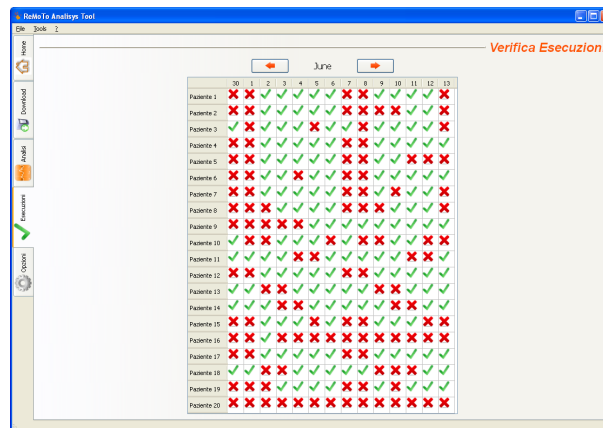 ReMoTo Analisys Tool
File Tools ?
Verifica Esecuzion
June
30 1 2 3 4 5 6 7 8 9 10 11 12 13
Paziente 1
Paziente 2
Paziente 3
Paziente 4
Paziente 5
Paziente 6
Paziente 7
Paziente 8
Paziente 9
Paziente 10
Paziente 11
Paziente 12
Paziente 13
Paziente 14
Paziente 15
Paziente 16
Paziente 17
Paziente 18
Paziente 19
Paziente 20
Home
Download
Analisi
Esecuzioni
Opzioni